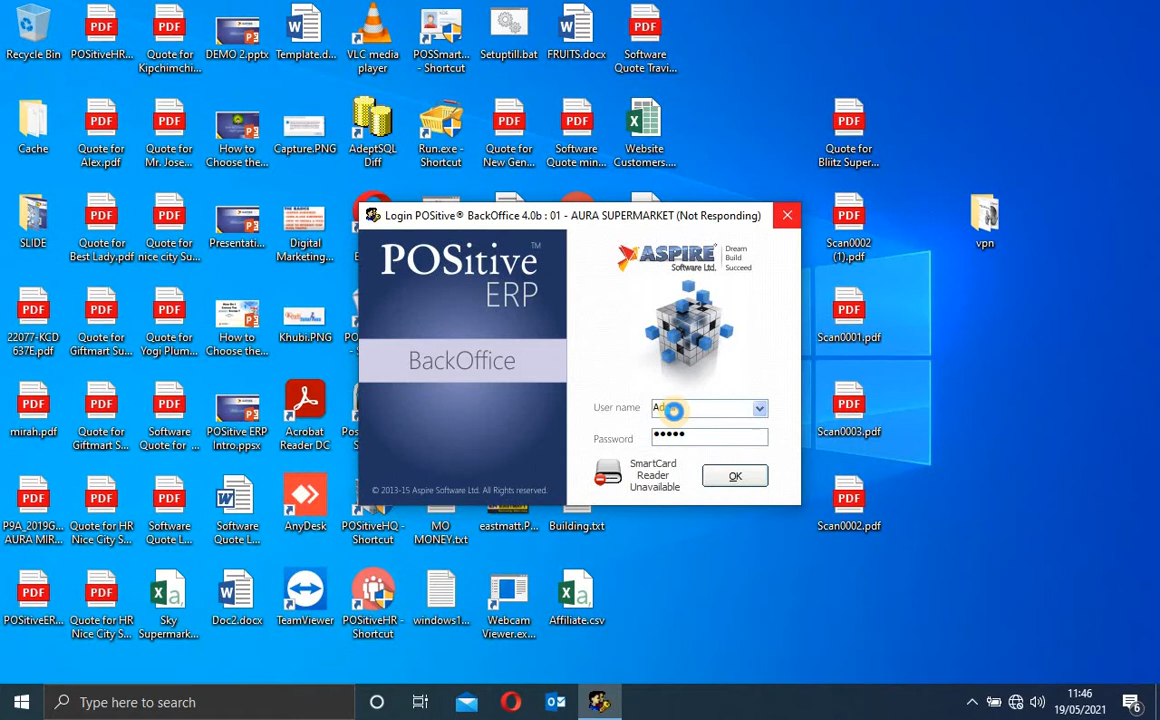 Recycle Bin
POSitiveHR...
Quote for
Kipchimchi...
DEMO 2.pptx
Template.d...
VLC media
player
POSSmart...
- Shortcut
Setuptill.bat
FRUITS.docx
Software
Quote Travi...
Cache
Quote for
Alex.pdf
Quote for
Mr. Jose...
How to
Choose the...
Capture.PNG
AdeptSQL
Diff
Run.exe -
Shortcut
Quote for
New Gen...
Software
Quote min...
Website
Customers....
Quote for
Bliitz Super...
SLIDE
Quote for
Best Lady.pdf
Quote for
nice city Su...
Presentati...
Digital
Marketing...
Scan0002
(1).pdf
vpn
Login POSitive® BackOffice 4.0b : 01 - AURA SUPERMARKET (Not Responding)
POSitive™
ERP
BackOffice
© 2013-15 Aspire Software Ltd. All Rights reserved.
ASPIRE
Software Ltd.
Dream
Build
Succeed
User name
Password
SmartCard
Reader
Unavailable
OK
22077-KCD
637E.pdf
Quote for
Giftmart Su...
Quote for
Yogi Plum...
How to
Choose the...
Khubi.PNG
Scan0001.pdf
mirah.pdf
Quote for
Giftmart S...
Software
Quote for ...
POSitive ERP
Intro.ppsx
Acrobat
Reader DC
Scan0003.pdf
P9A_2019G...
AURA MIR...
Quote for HR
Nice City S...
Software
Quote L...
Software
Quote L...
AnyDesk
POSitiveHQ -
Shortcut
MO
MONEY.txt
eastmatt.P...
Building.txt
Scan0002.pdf
POSitiveER...
Quote for HR
Nice City S...
Sky
Supermark...
Doc2.docx
TeamViewer
POSitiveHR -
Shortcut
windows1...
Webcam
Viewer.ex...
Affiliate.csv
Type here to search
11:46
19/05/2021
6